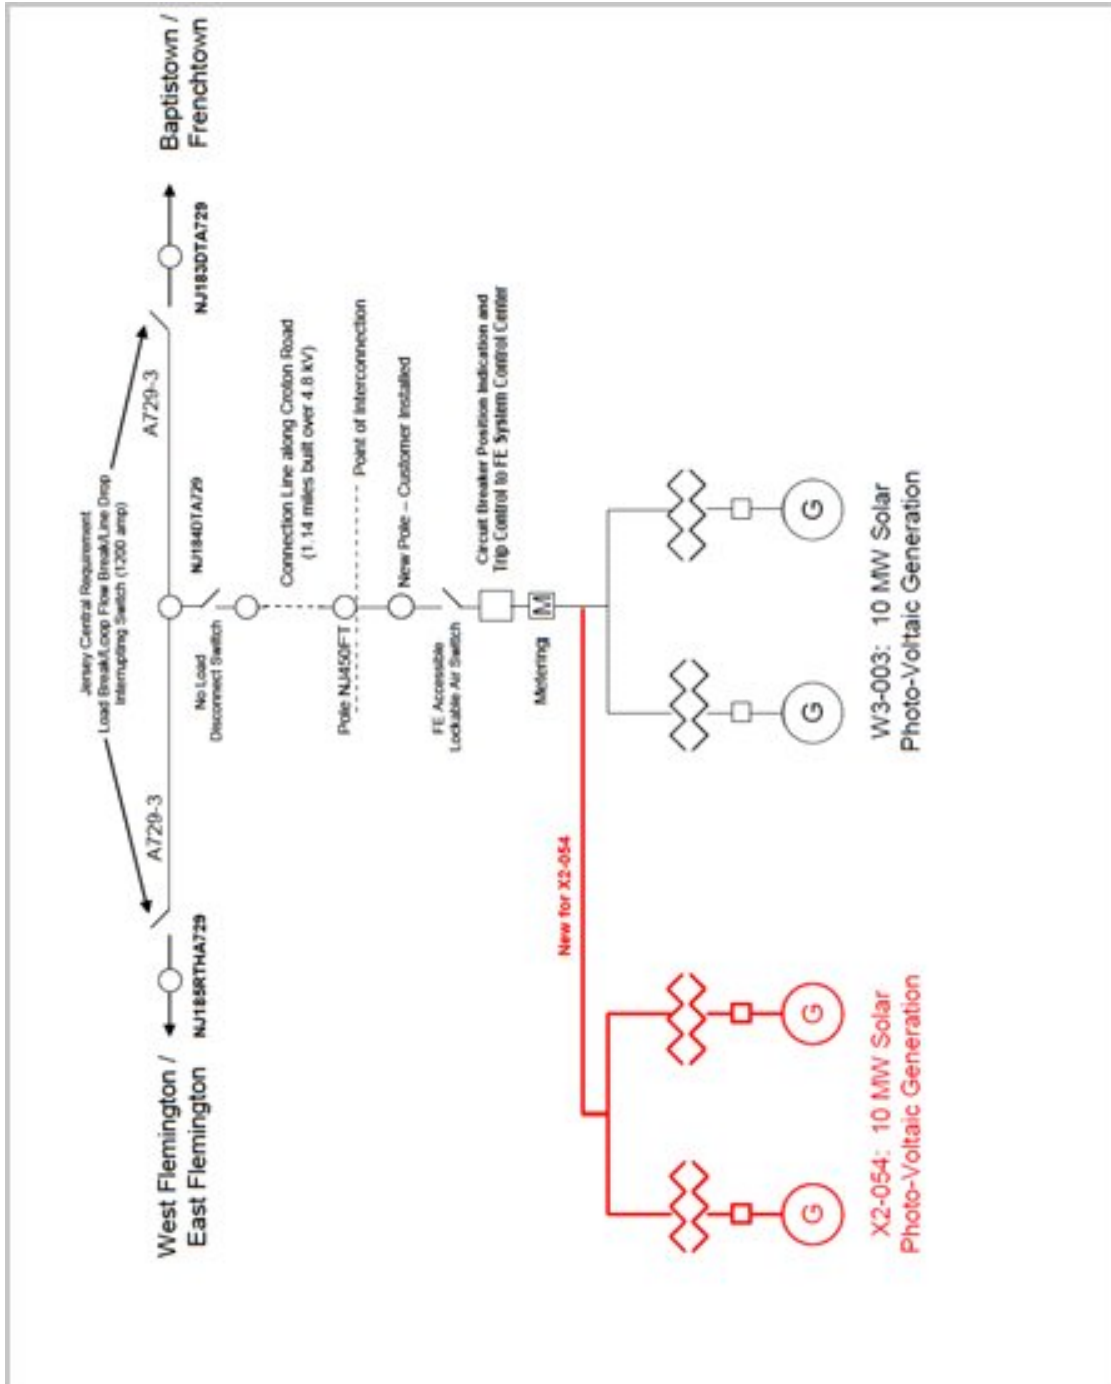 Jersey Central Requirement
Load Break/Loop Flow Break/Line Drop
Interrupting Switch (1200 amp)
West Flemington /
East Flemington
NJ185RTHA729
A729-3
A729-3
NJ183DTA729
Baptistown /
Frenchtown
NJ184DTA729
No Load
Disconnect Switch
Connection Line along Croton Road
(1.14 miles built over 4.8 kV)
Pole NJ450FT
Point of Interconnection
New Pole – Customer Installed
FE Accessible
Lockable Air Switch
Circuit Breaker Position Indication and
Trip Control to FE System Control Center
Metering
M
New for X2-054
G
G
G
G
X2-054: 10 MW Solar
Photo-Voltaic Generation
W3-003: 10 MW Solar
Photo-Voltaic Generation